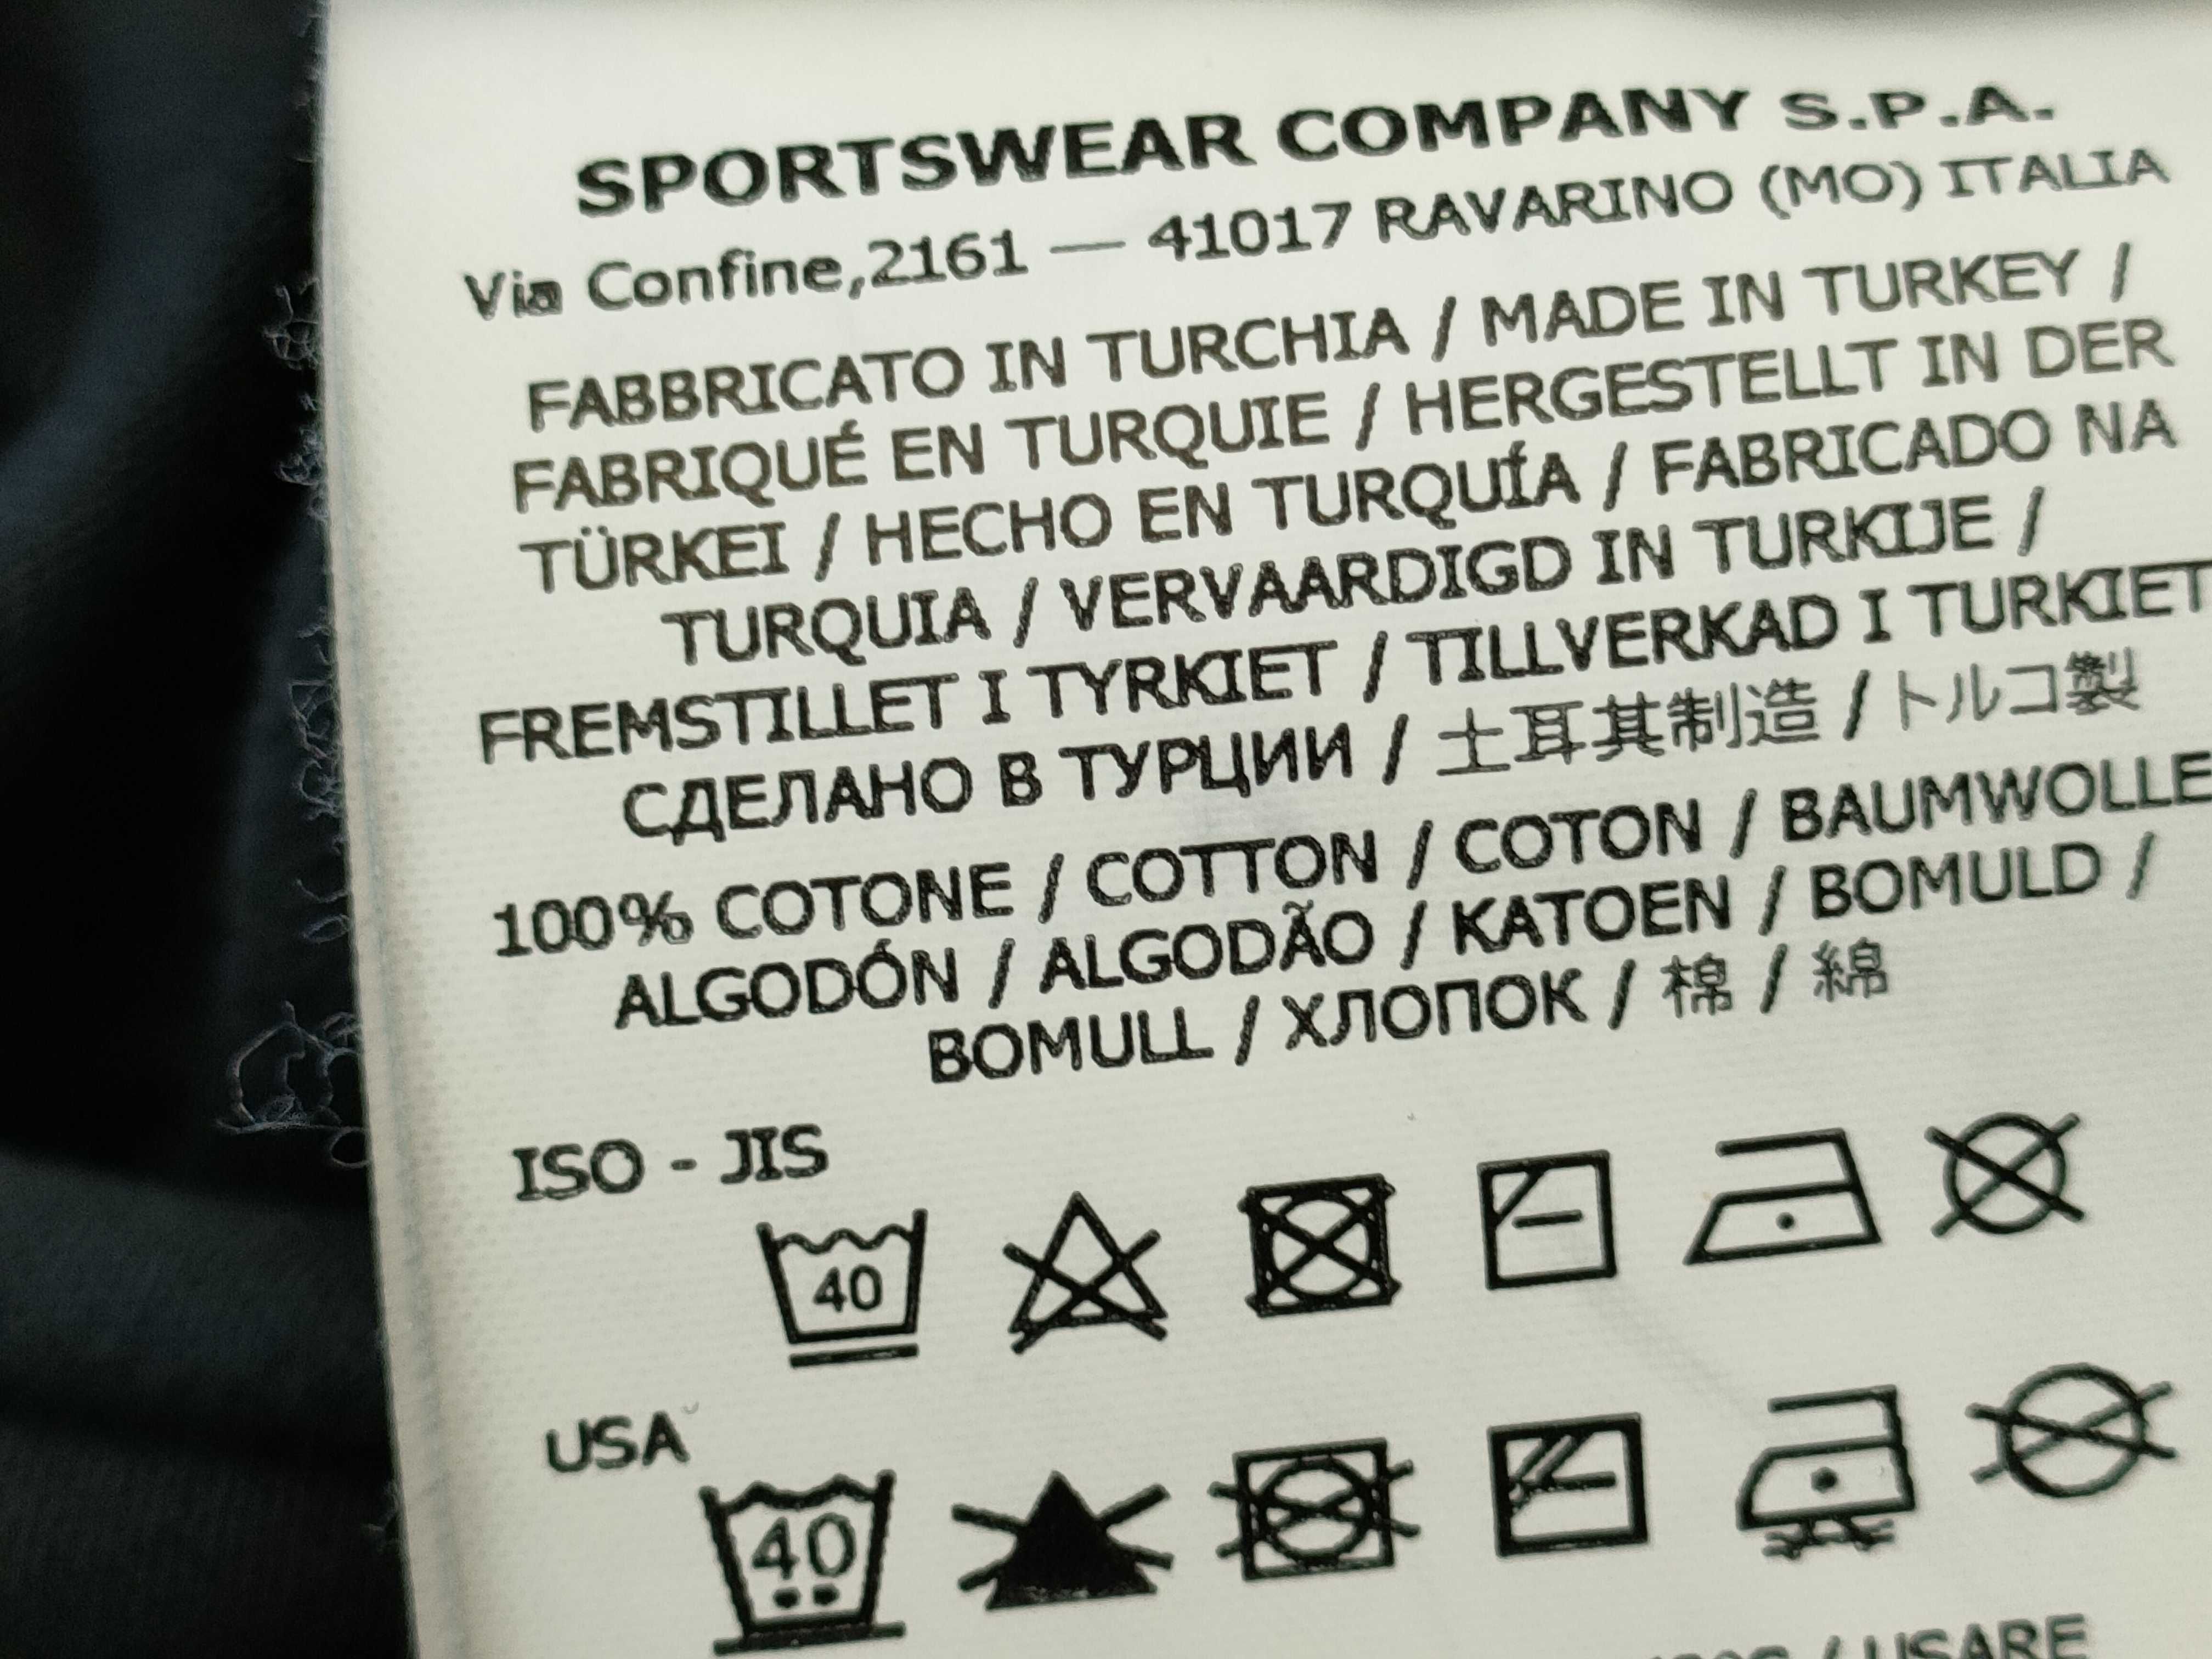 SPORTSWEAR COMPANY S.P.A.
Via Confine,2161 — 41017 RAVARINO (MO) ITALIA
FABBRICATO IN TURCHIA / MADE IN TURKEY /
FABRIQUÉ EN TURQUIE / HERGESTELLT IN DER
TÜRKEI / HECHO EN TURQUÍA / FABRICADO NA
TURQUIA / VERVAARDIGD IN TURKIJE /
FREMSTILLET I TYRKIET / TILLVERKAD I TURKIET
СДЕЛАНО В ТУРЦИИ / 土耳其制造 / トルコ製
100% COTONE / COTTON / COTON / BAUMWOLLE
ALGODÓN / ALGODÃO / KATOEN / BOMULD /
BOMULL / ХЛОПОК / 棉 / 綿
ISO - JIS
40
USA
40
/ USARE